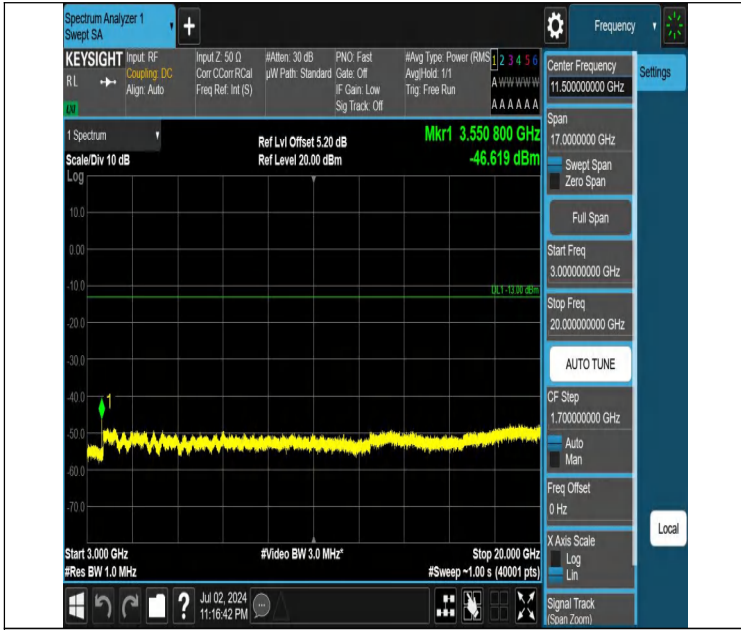 Spectrum Analyzer 1
Swept SA
+
Frequency
KEYSIGHT
RL
Input: RF
Coupling: DC
Align: Auto
Input Z: 50 Ω
Corr CCorr RCal
Freq Ref: Int (S)
#Atten: 30 dB
µW Path: Standard
PNO: Fast
Gate: Off
IF Gain: Low
Sig Track: Off
#Avg Type: Power (RMS
Avg|Hold: 1/1
Trig: Free Run
1 2 3 4 5 6
A W W W W W
A A A A A A
1 Spectrum
Scale/Div 10 dB
Log
Ref Lvl Offset 5.20 dB
Ref Level 20.00 dBm
Mkr1 3.550 800 GHz
-46.619 dBm
10.0
0.00
-10.0
DL1 -13.00 dBm
-20.0
-30.0
-40.0
1
-50.0
-60.0
-70.0
Start 3.000 GHz
#Res BW 1.0 MHz
#Video BW 3.0 MHz*
Stop 20.000 GHz
#Sweep ~1.00 s (40001 pts)
?
Jul 02, 2024
11:16:42 PM
Center Frequency
11.500000000 GHz
Settings
Span
17.0000000 GHz
Swept Span
Zero Span
Full Span
Start Freq
3.000000000 GHz
Stop Freq
20.000000000 GHz
AUTO TUNE
CF Step
1.700000000 GHz
Auto
Man
Freq Offset
0 Hz
Local
X Axis Scale
Log
Lin
Signal Track
(Span Zoom)